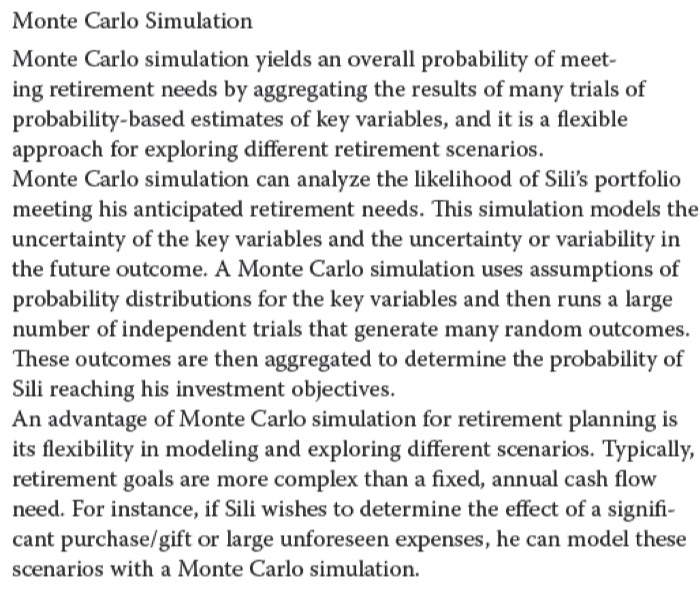 Monte Carlo Simulation
Monte Carlo simulation yields an overall probability of meet-
ing retirement needs by aggregating the results of many trials of
probability-based estimates of key variables, and it is a flexible
approach for exploring different retirement scenarios.
Monte Carlo simulation can analyze the likelihood of Sili’s portfolio
meeting his anticipated retirement needs. This simulation models the
uncertainty of the key variables and the uncertainty or variability in
the future outcome. A Monte Carlo simulation uses assumptions of
probability distributions for the key variables and then runs a large
number of independent trials that generate many random outcomes.
These outcomes are then aggregated to determine the probability of
Sili reaching his investment objectives.
An advantage of Monte Carlo simulation for retirement planning is
its flexibility in modeling and exploring different scenarios. Typically,
retirement goals are more complex than a fixed, annual cash flow
need. For instance, if Sili wishes to determine the effect of a signifi-
cant purchase/gift or large unforeseen expenses, he can model these
scenarios with a Monte Carlo simulation.